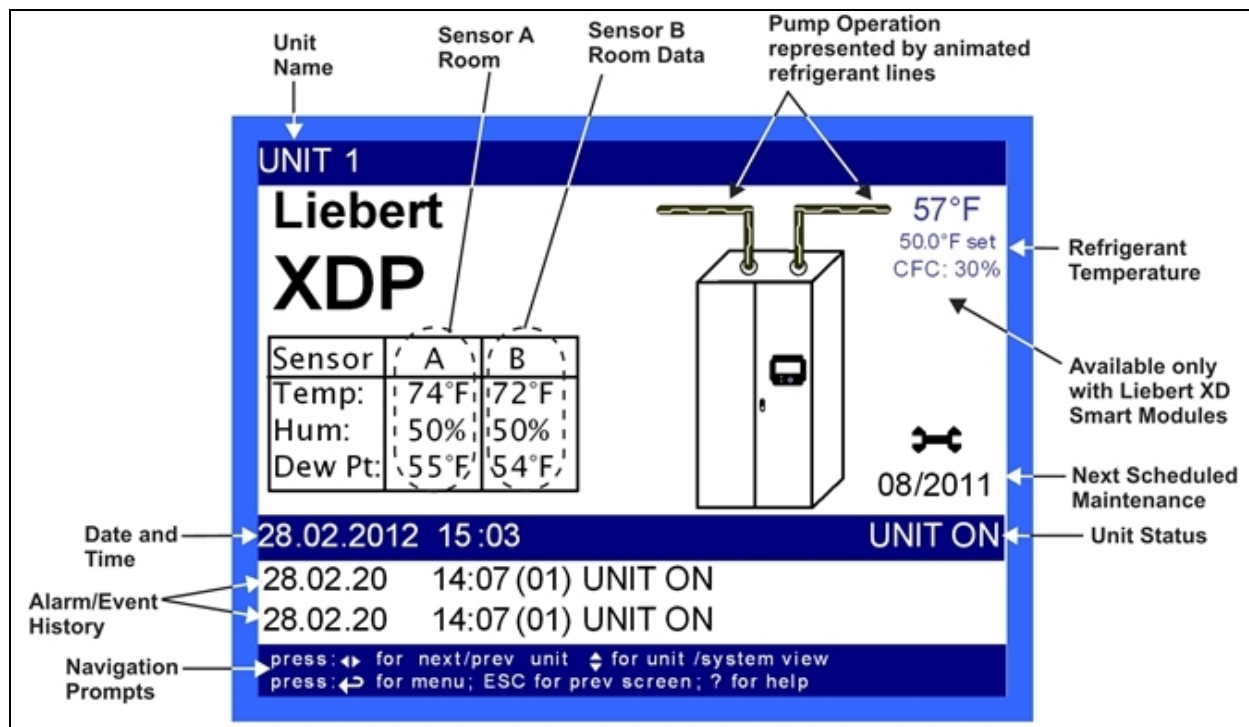 Unit
Name
Sensor A
Room
Sensor B
Room Data
Pump Operation
represented by animated
refrigerant lines
UNIT 1
Liebert
XDP
57°F
50.0°F set
CFC: 30%
Refrigerant
Temperature
Sensor A B
Temp: 74°F 72°F
Hum: 50% 50%
Dew Pt: 55°F 54°F
Available only
with Liebert XD
Smart Modules
08/2011
Next Scheduled
Maintenance
Date and
Time
28.02.2012 15:03 UNIT ON
Unit Status
Alarm/Event
History
28.02.20 14:07 (01) UNIT ON
28.02.20 14:07 (01) UNIT ON
Navigation
Prompts
press: for next/prev unit for unit /system view
press: for menu; ESC for prev screen; ? for help